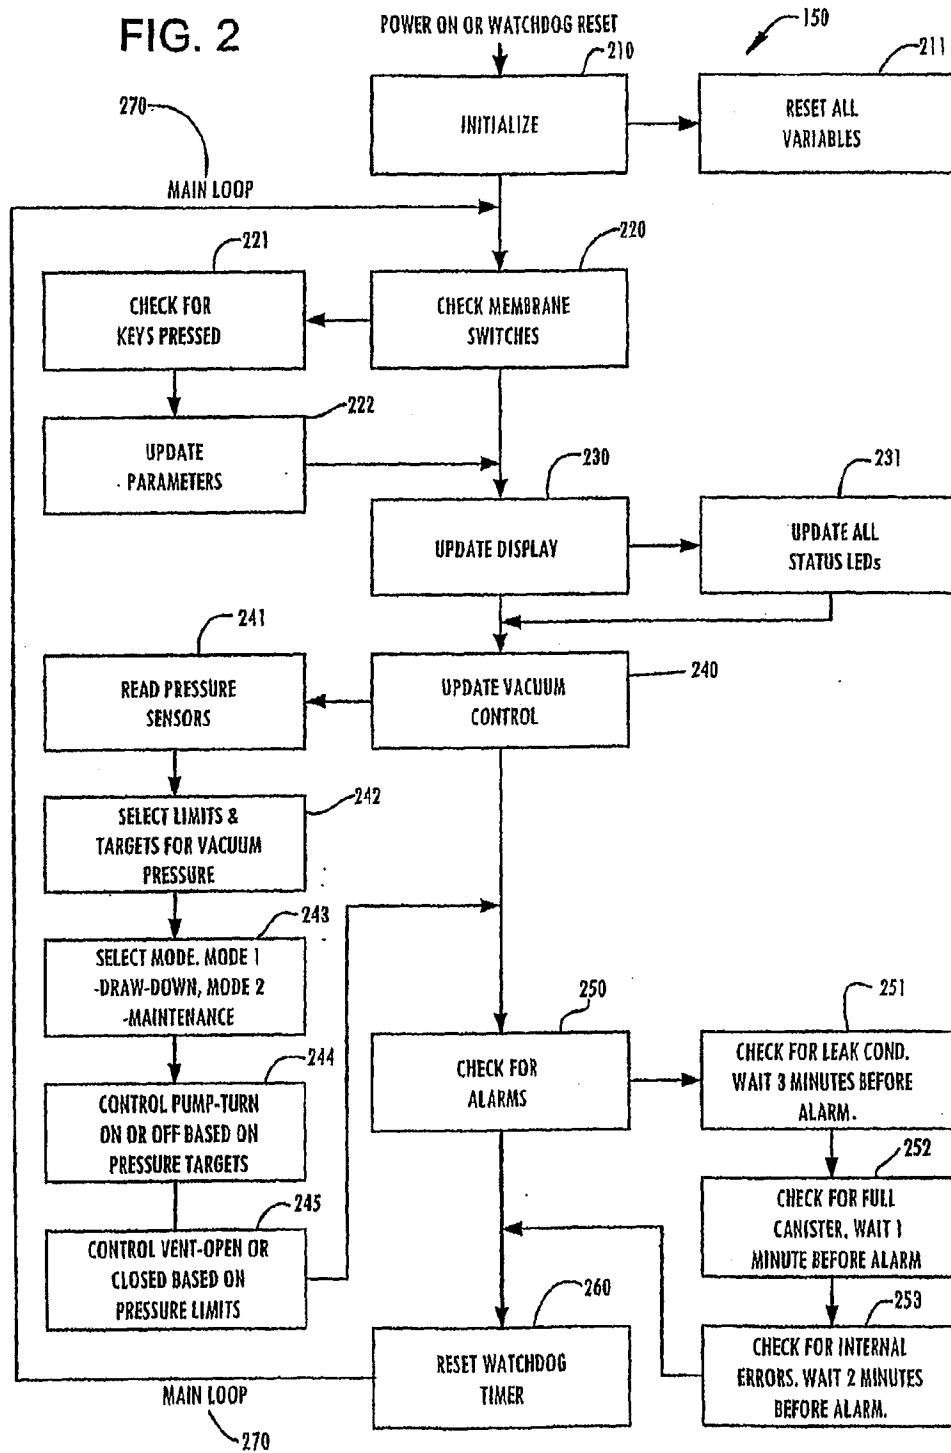 FIG. 2
POWER ON OR WATCHDOG RESET
150
210
211
INITIALIZE
RESET ALL
VARIABLES
270
MAIN LOOP
221
220
CHECK FOR
KEYS PRESSED
CHECK MEMBRANE
SWITCHES
222
UPDATE
PARAMETERS
230
231
UPDATE DISPLAY
UPDATE ALL
STATUS LEDs
241
240
READ PRESSURE
SENSORS
UPDATE VACUUM
CONTROL
242
SELECT LIMITS &
TARGETS FOR VACUUM
PRESSURE
243
SELECT MODE. MODE 1
-DRAW-DOWN, MODE 2
-MAINTENANCE
250
251
CHECK FOR
ALARMS
CHECK FOR LEAK COND.
WAIT 3 MINUTES BEFORE
ALARM.
244
CONTROL PUMP-TURN
ON OR OFF BASED ON
PRESSURE TARGETS
252
CHECK FOR FULL
CANISTER. WAIT 1
MINUTE BEFORE ALARM
245
CONTROL VENT-OPEN OR
CLOSED BASED ON
PRESSURE LIMITS
260
253
RESET WATCHDOG
TIMER
CHECK FOR INTERNAL
ERRORS. WAIT 2 MINUTES
BEFORE ALARM.
MAIN LOOP
270